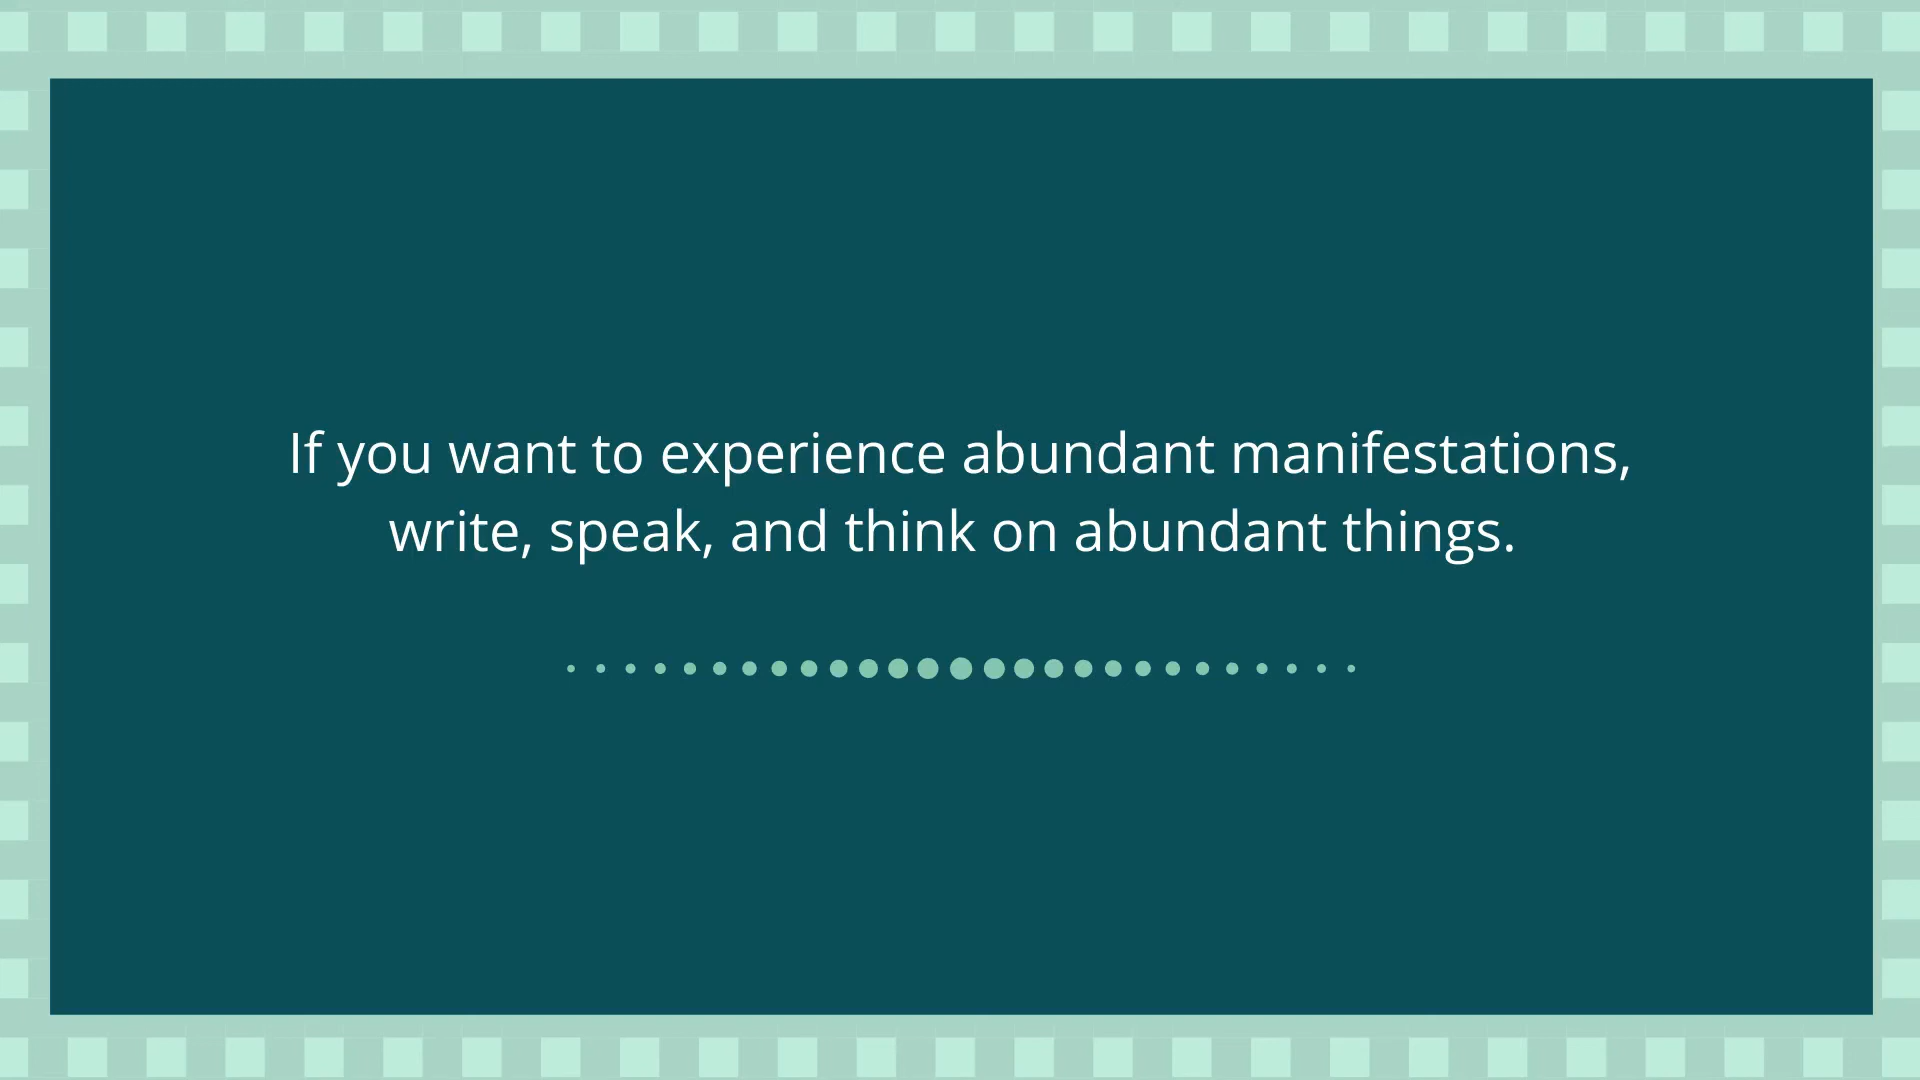 If you want to experience abundant manifestations,
write, speak, and think on abundant things.